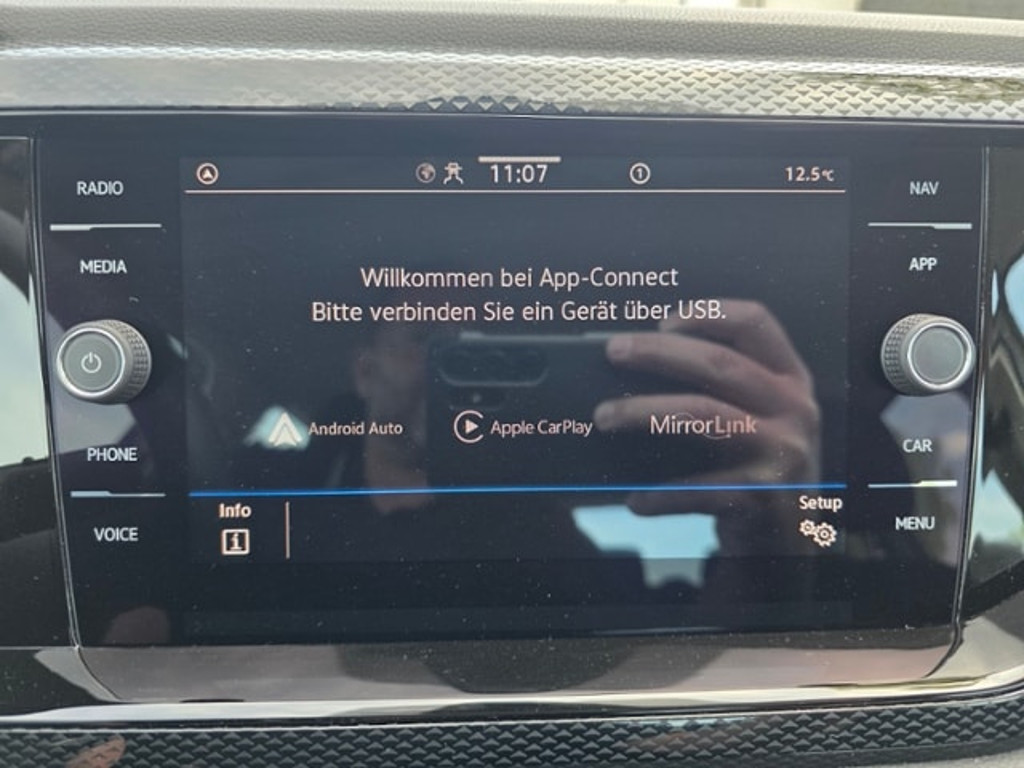 RADIO
MEDIA
PHONE
VOICE
11:07
1
12.5°C
Willkommen bei App-Connect
Bitte verbinden Sie ein Gerät über USB.
Android Auto
Apple CarPlay
MirrorLink
Info
i
Setup
NAV
APP
CAR
MENU